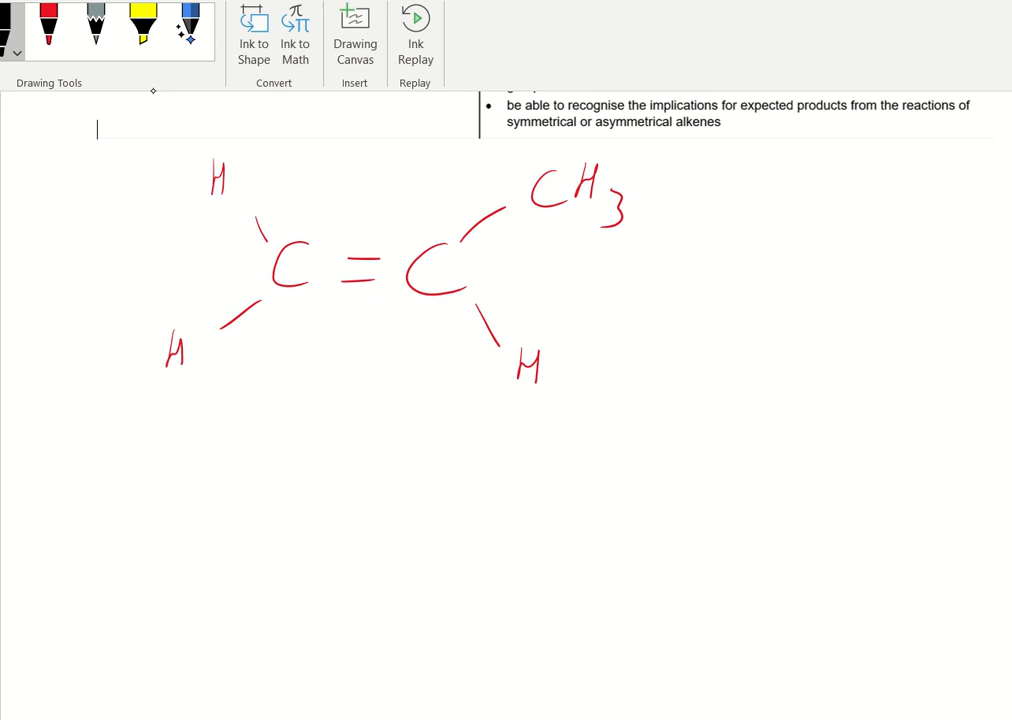 Ink to Shape
Ink to Math
Drawing Canvas
Ink Replay
Drawing Tools
Convert
Insert
Replay
• be able to recognise the implications for expected products from the reactions of
symmetrical or asymmetrical alkenes
H
CH3
C = C
H
H